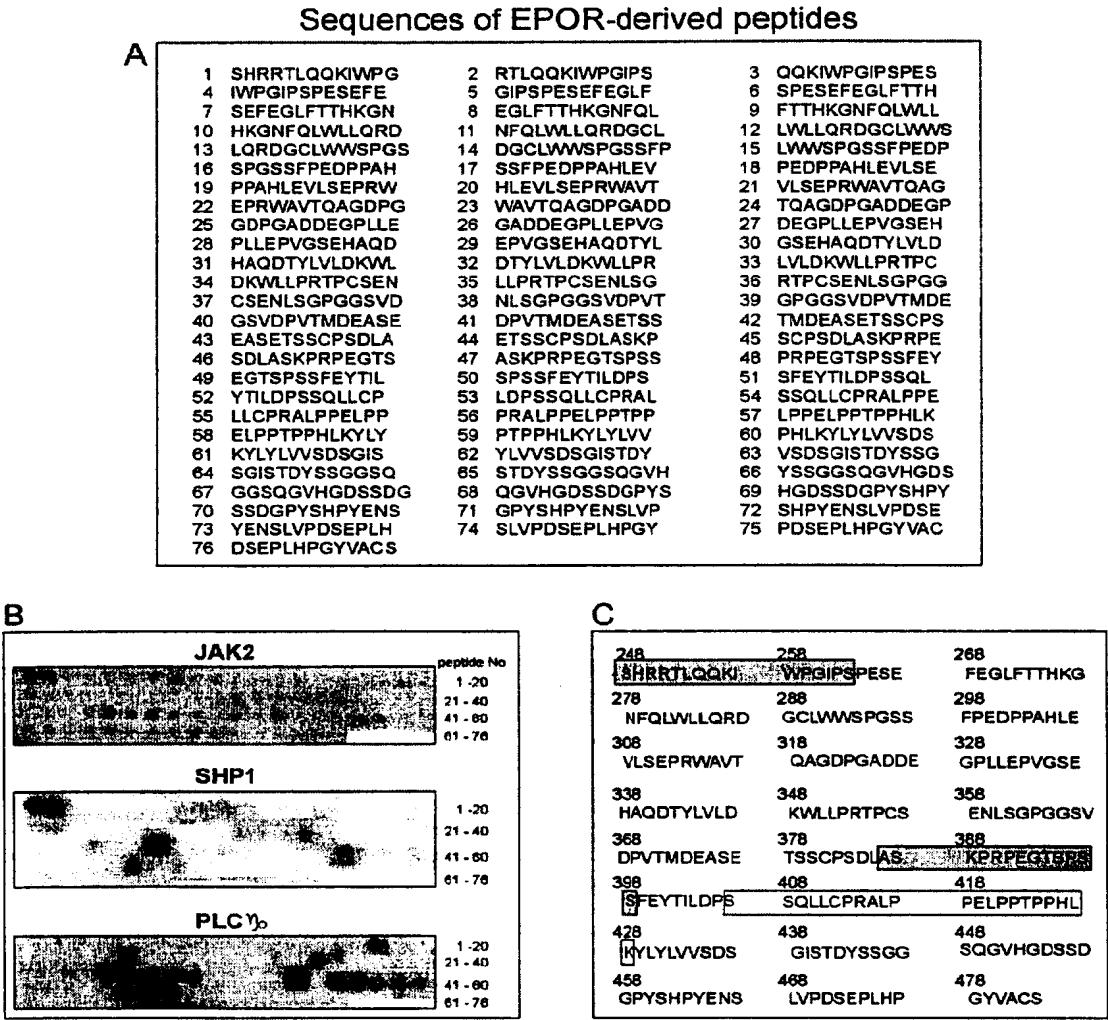 Sequences of EPOR-derived peptides
A
1 SHRRTLQQKIWPG 2 RTLQQKIWPGIPS 3 QQKIWPGIPSPES
4 IWPGIPSPESEFE 5 GIPSPESEFEGLF 6 SPESEFEGLFTTH
7 SEFEGLFTTHKGN 8 EGLFTTHKGNFQL 9 FTTHKGNFQLWLL
10 HKGNFQLWLLQRD 11 NFQLWLLQRDGCL 12 LWLLQRDGCLWWS
13 LQRDGCLWWSPGS 14 DGCLWWSPGSSFP 15 LWWSPGSSFPEDP
16 SPGSSFPEDPPAH 17 SSFPEDPPAHLEV 18 PEDPPAHLEVLSE
19 PPAHLEVLSEPRW 20 HLEVLSEPRWAVT 21 VLSEPRWAVTQAG
22 EPRWAVTQAGDPG 23 WAVTQAGDPGADD 24 TQAGDPGADDEGP
25 GDPGADDEGPLLE 26 GADDEGPLLEPVG 27 DEGPLLEPVGSEH
28 PLLEPVGSEHAQD 29 EPVGSEHAQDTYL 30 GSEHAQDTYLVLD
31 HAQDTYLVLDKWL 32 DTYLVLDKWLLPR 33 LVLDKWLLPRTPC
34 DKWLLPRTPCSEN 35 LLPRTPCSENLSG 36 RTPCSENLSGPGG
37 CSENLSGPGGSVD 38 NLSGPGGSVDPVT 39 GPGGSVDPVTMDE
40 GSVDPVTMDEASE 41 DPVTMDEASETSS 42 TMDEASETSSCPS
43 EASETSSCPSDLA 44 ETSSCPSDLASKP 45 SCPSDLASKPRPE
46 SDLASKPRPEGTS 47 ASKPRPEGTSPSS 48 PRPEGTSPSSFEY
49 EGTSPSSFEYTIL 50 SPSSFEYTILDPS 51 SFEYTILDPSSQL
52 YTILDPSSQLLCP 53 LDPSSQLLCPRAL 54 SSQLLCPRALPPE
55 LLCPRALPPELPP 56 PRALPPELPPTPP 57 LPPELPPTPPHLK
58 ELPPTPPHLKYLY 59 PTPPHLKYLYLVV 60 PHLKYLYLVVSDS
61 KYLYLVVSDSGIS 62 YLVVSDSGISTDY 63 VSDSGISTDYSSG
64 SGISTDYSSGGSQ 65 STDYSSGGSQGVH 66 YSSGGSQGVHGDS
67 GGSQGVHGDSSDG 68 QGVHGDSSDGPYS 69 HGDSSDGPYSHPY
70 SSDGPYSHPYENS 71 GPYSHPYENSLVP 72 SHPYENSLVPDSE
73 YENSLVPDSEPLH 74 SLVPDSEPLHPGY 75 PDSEPLHPGYVAC
76 DSEPLHPGYVACS
B
JAK2
peptide No
1 - 20
21 - 40
41 - 60
61 - 76
SHP1
1 - 20
21 - 40
41 - 60
61 - 76
PLCγ
1 - 20
21 - 40
41 - 60
61 - 76
C
248 258 268
SHRRTLQQKI WPGIPSPESE FEGLFTTHKG
278 288 298
NFQLWLLQRD GCLWWSPGSS FPEDPPAHLE
308 318 328
VLSEPRWAVT QAGDPGADDE GPLLEPVGSE
338 348 358
HAQDTYLVLD KWLLPRTPCS ENLSGPGGSV
368 378 388
DPVTMDEASE TSSCPSDLAS KPRPEGTSPS
398 408 418
SFEYTILDPS SQLLCPRALP PELPPTPPHL
428 438 448
KYLYLVVSDS GISTDYSSGG SQGVHGDSSD
458 468 478
GPYSHPYENS LVPDSEPLHP GYVACS